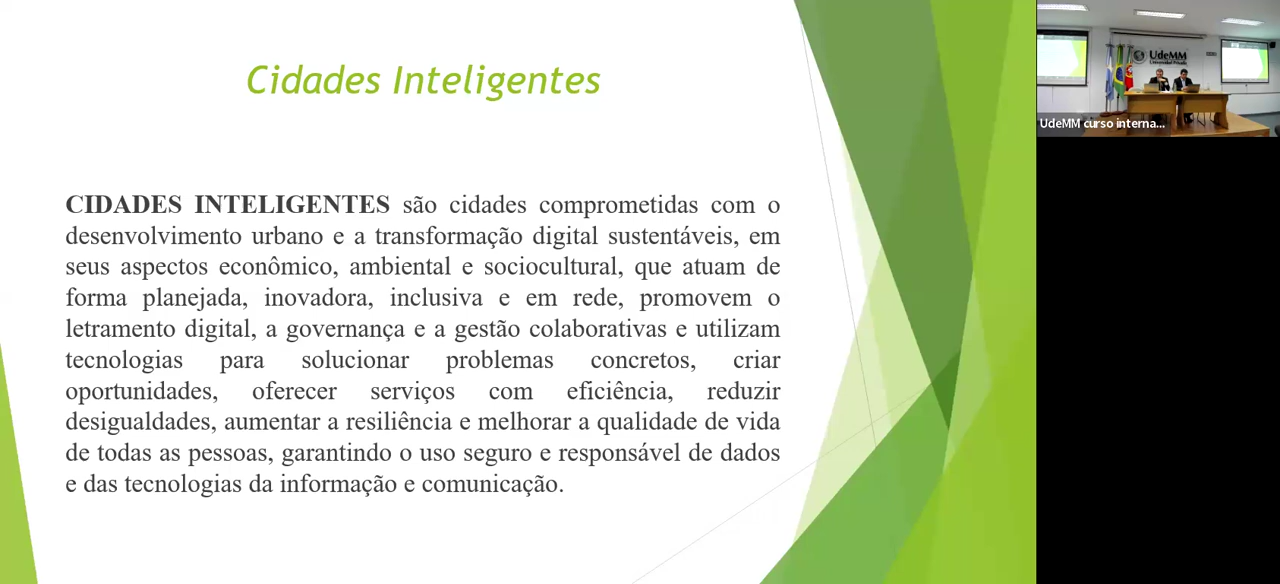 Cidades Inteligentes
CIDADES INTELIGENTES são cidades comprometidas com o
desenvolvimento urbano e a transformação digital sustentáveis, em
seus aspectos econômico, ambiental e sociocultural, que atuam de
forma planejada, inovadora, inclusiva e em rede, promovem o
letramento digital, a governança e a gestão colaborativas e utilizam
tecnologias para solucionar problemas concretos, criar
oportunidades, oferecer serviços com eficiência, reduzir
desigualdades, aumentar a resiliência e melhorar a qualidade de vida
de todas as pessoas, garantindo o uso seguro e responsável de dados
e das tecnologias da informação e comunicação.
UdeMM
Universidad Privada
UdeMM curso interna...